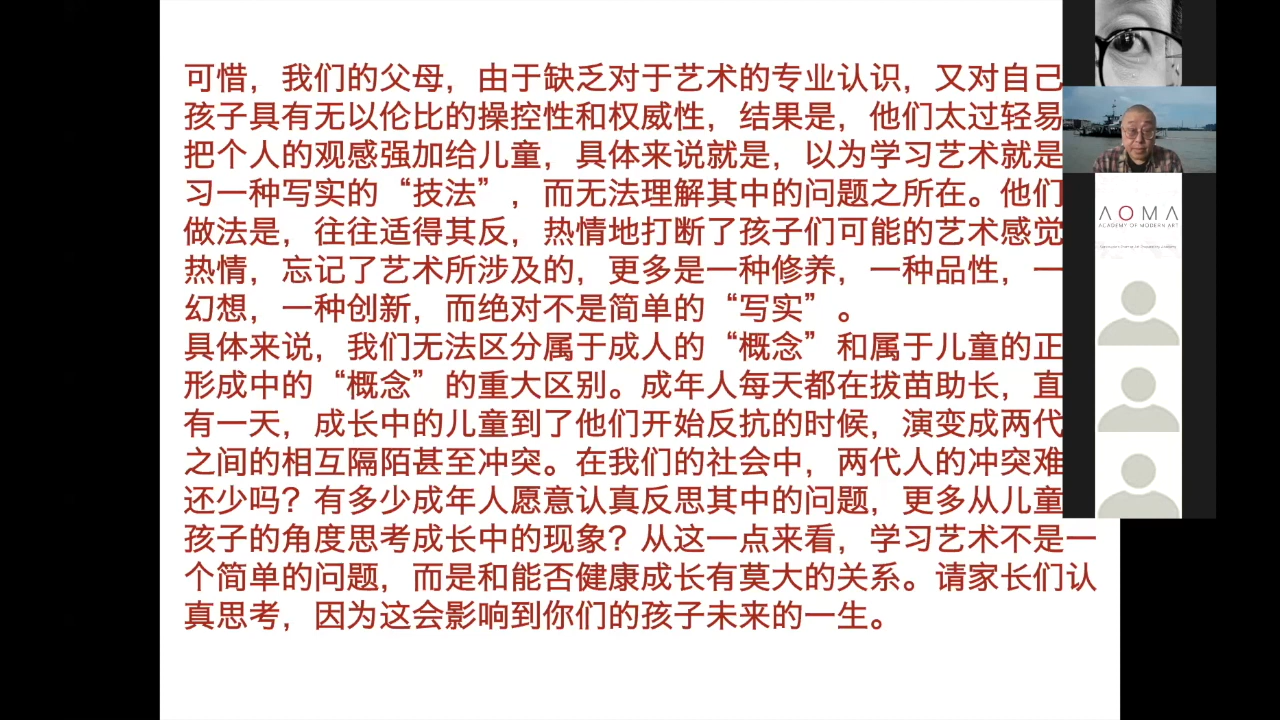 可惜，我们的父母，由于缺乏对于艺术的专业认识，又对自己
孩子具有无以伦比的操控性和权威性，结果是，他们太过轻易
把个人的观感强加给儿童，具体来说就是，以为学习艺术就是
习一种写实的“技法”，而无法理解其中的问题之所在。他们
做法是，往往适得其反，热情地打断了孩子们可能的艺术感觉
热情，忘记了艺术所涉及的，更多是一种修养，一种品性，一
幻想，一种创新，而绝对不是简单的“写实”。
具体来说，我们无法区分属于成人的“概念”和属于儿童的正
形成中的“概念”的重大区别。成年人每天都在拔苗助长，直
有一天，成长中的儿童到了他们开始反抗的时候，演变成两代
之间的相互隔陌甚至冲突。在我们的社会中，两代人的冲突难
还少吗？有多少成年人愿意认真反思其中的问题，更多从儿童
孩子的角度思考成长中的现象？从这一点来看，学习艺术不是一
个简单的问题，而是和能否健康成长有莫大的关系。请家长们认
真思考，因为这会影响到你们的孩子未来的一生。
AOMA
ACADEMY OF MODERN ART